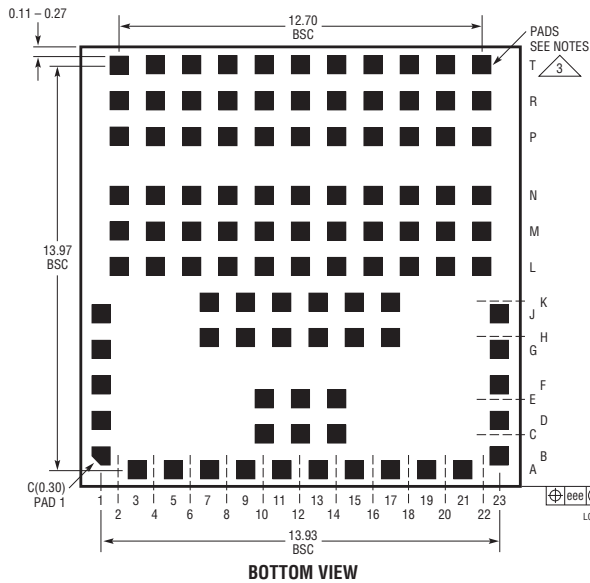 0.11 – 0.27
12.70
BSC
PADS
SEE NOTES
3
T
R
P
N
M
L
K
J
H
G
F
E
D
C
B
A
13.97
BSC
C(0.30)
PAD 1
1 3 5 7 9 11 13 15 17 19 21 23
2 4 6 8 10 12 14 16 18 20 22
eee
13.93
BSC
BOTTOM VIEW